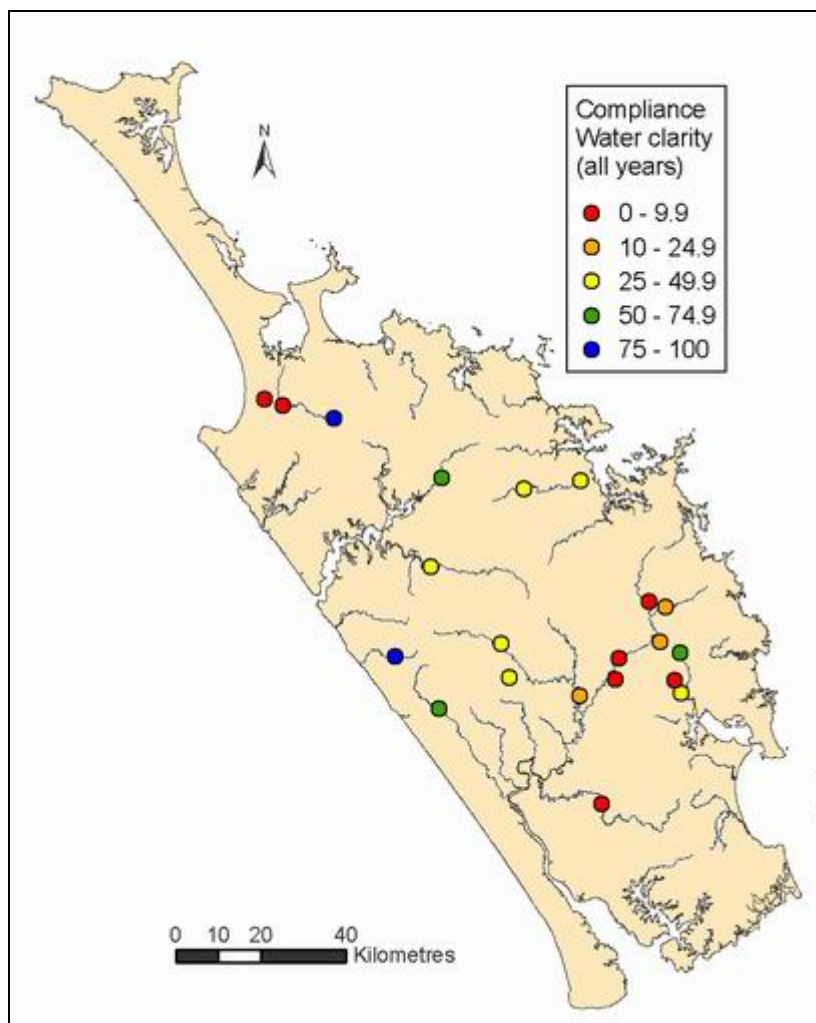 Compliance
Water clarity
(all years)
0 - 9.9
10 - 24.9
25 - 49.9
50 - 74.9
75 - 100
N
0 10 20 40
Kilometres